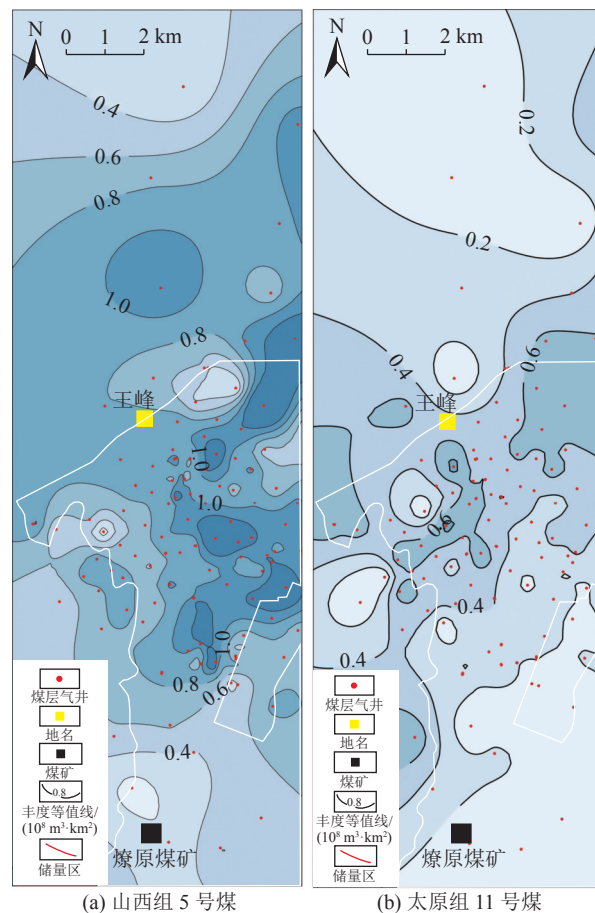 N
0 1 2 km
0.4
0.6
0.8
1.0
0.8
王峰
1.0
1.0
1.0
0.8
0.6
0.4
煤层气井
地名
煤矿
0.8
丰度等值线/
(10⁸ m³·km²)
储量区
燎原煤矿
(a) 山西组 5 号煤
N
0 1 2 km
0.2
0.2
0.4
0.6
王峰
0.6
0.4
0.4
煤层气井
地名
煤矿
0.8
丰度等值线/
(10⁸ m³·km²)
储量区
燎原煤矿
(b) 太原组 11 号煤